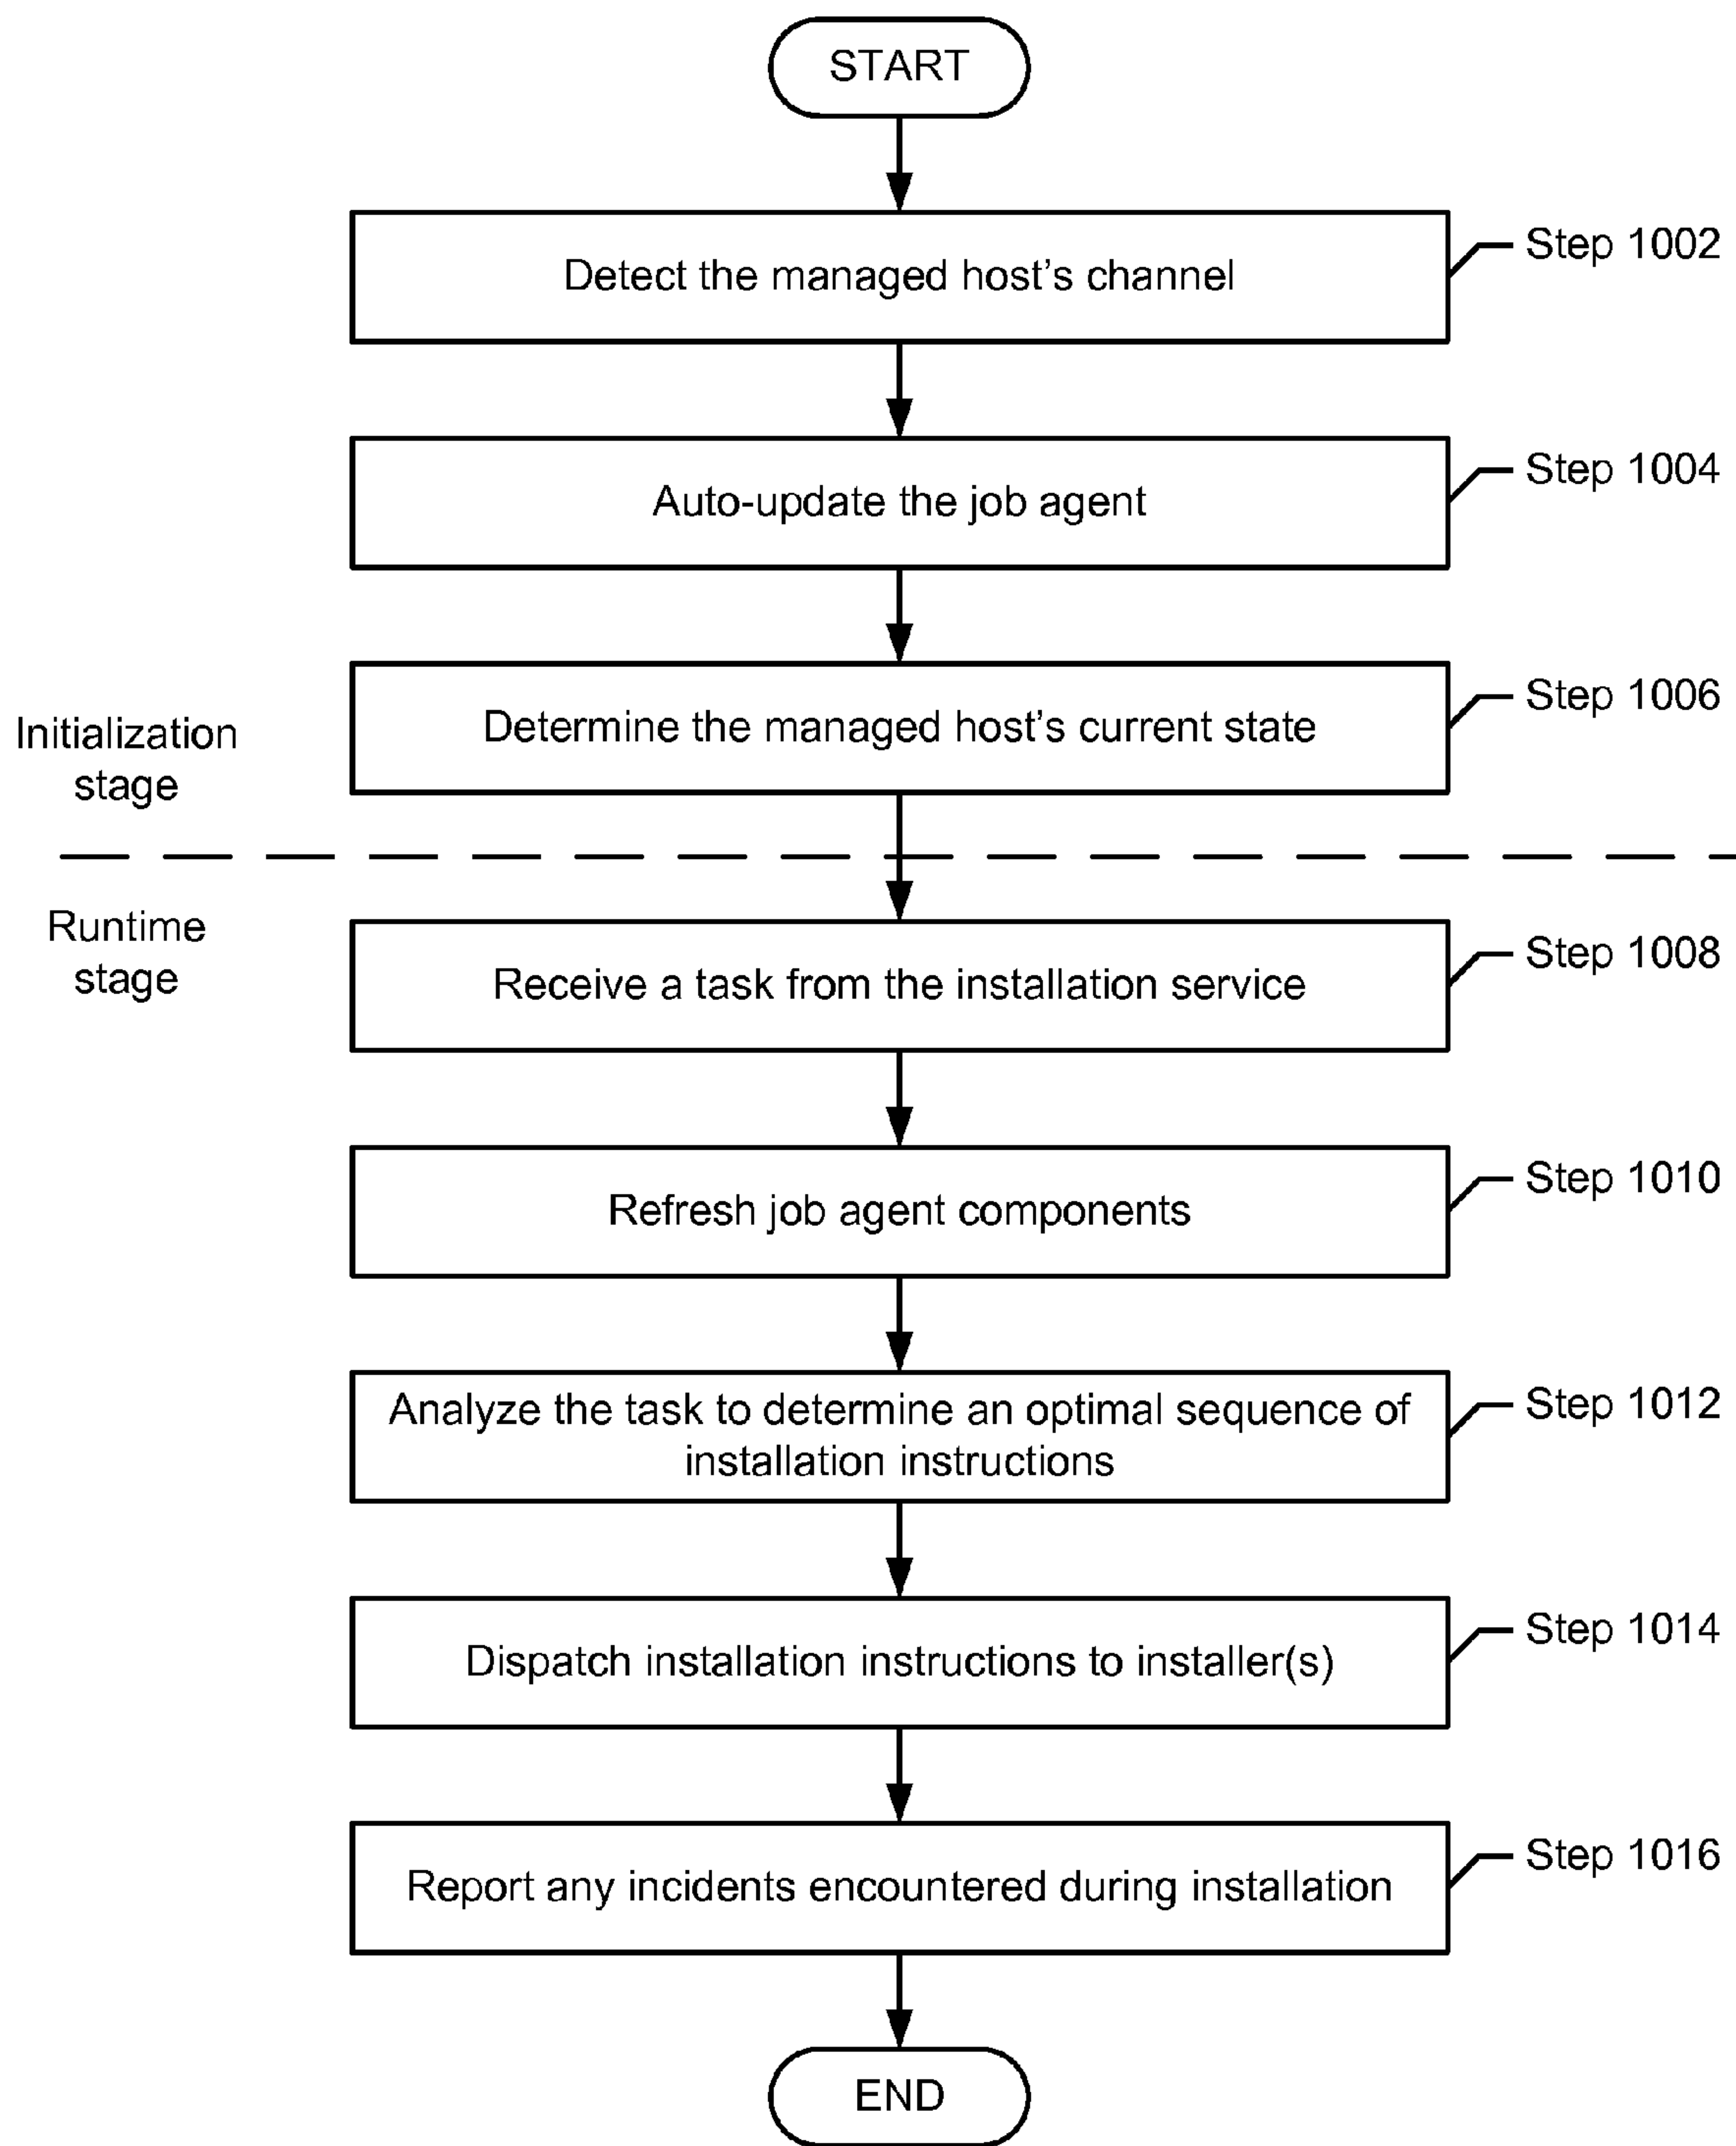 START
Detect the managed host's channel
Step 1002
Auto-update the job agent
Step 1004
Determine the managed host's current state
Step 1006
Initialization
stage
Runtime
stage
Receive a task from the installation service
Step 1008
Refresh job agent components
Step 1010
Analyze the task to determine an optimal sequence of
installation instructions
Step 1012
Dispatch installation instructions to installer(s)
Step 1014
Report any incidents encountered during installation
Step 1016
END